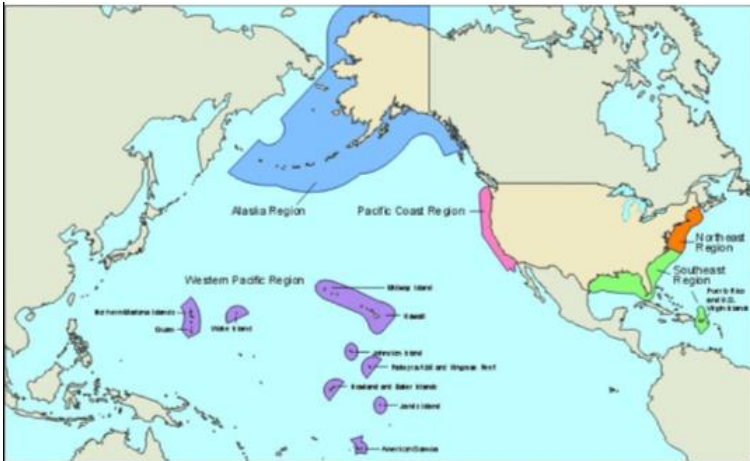 Alaska Region
Pacific Coast Region
Northeast
Region
Southeast
Region
Puerto Rico
and U.S.
Virgin Islands
Western Pacific Region
Midway Island
Northern Mariana Islands
Hawaii
Guam
Wake Island
Johnston Island
Palmyra Atoll and Kingman Reef
Howland and Baker Islands
Jarvis Island
American Samoa